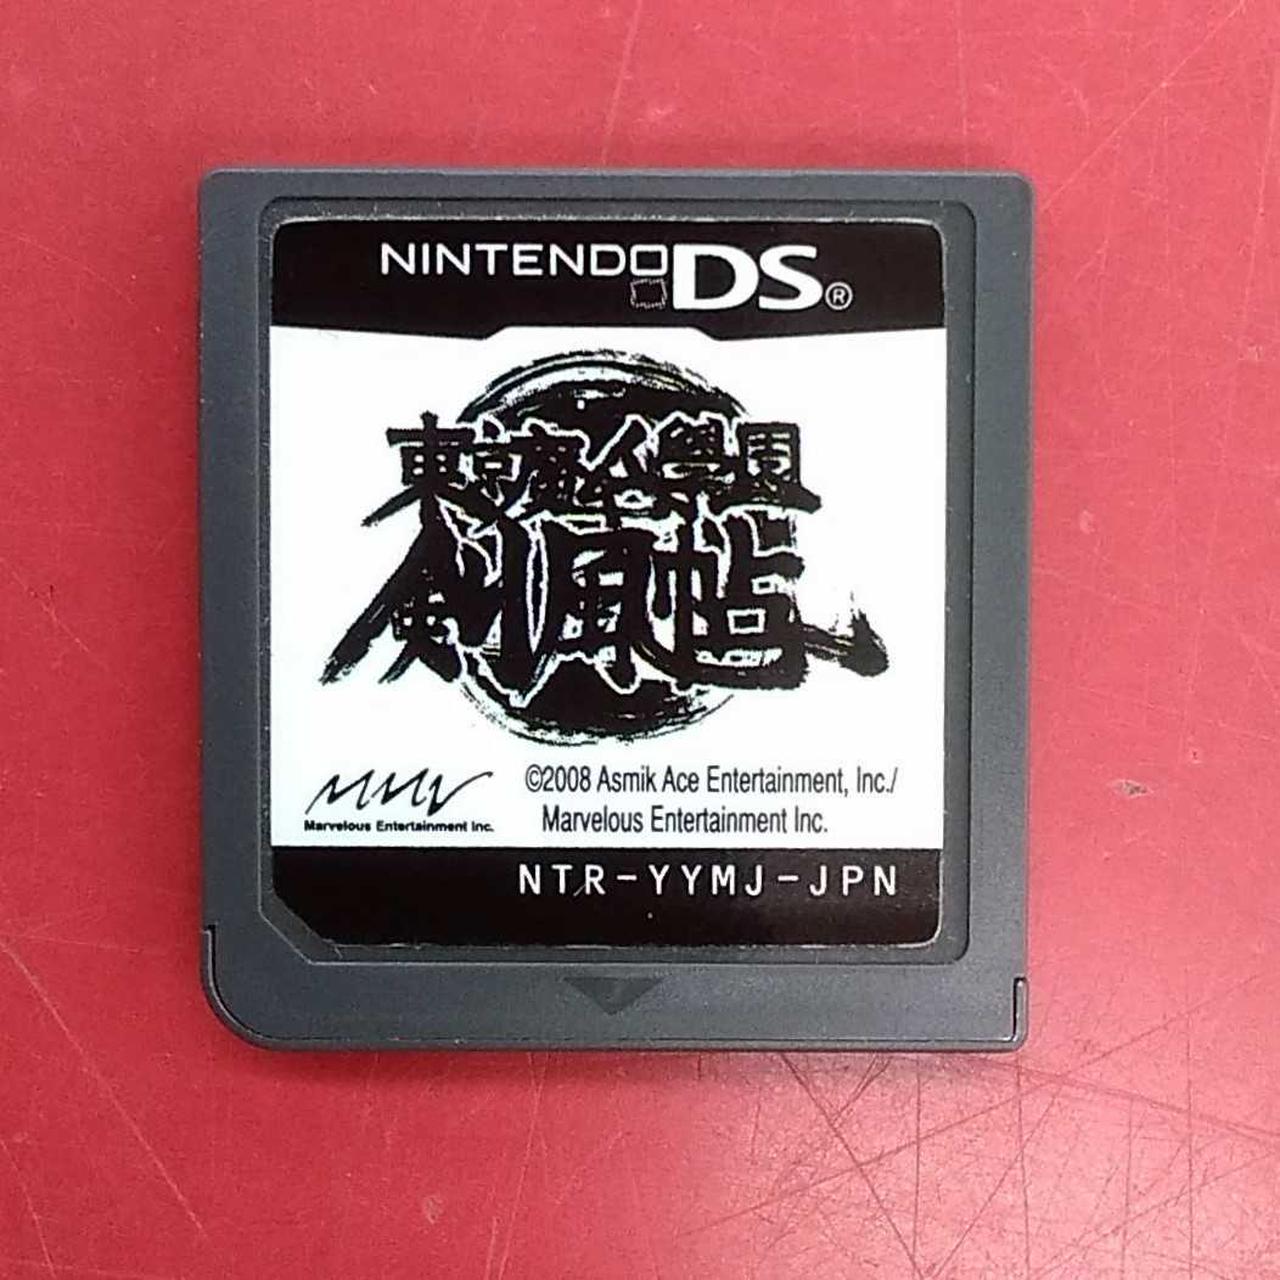 NINTENDO DS®
東京魔人學園
剣風帖
Marvelous Entertainment Inc.
©2008 Asmik Ace Entertainment, Inc./
Marvelous Entertainment Inc.
NTR-YYMJ-JPN